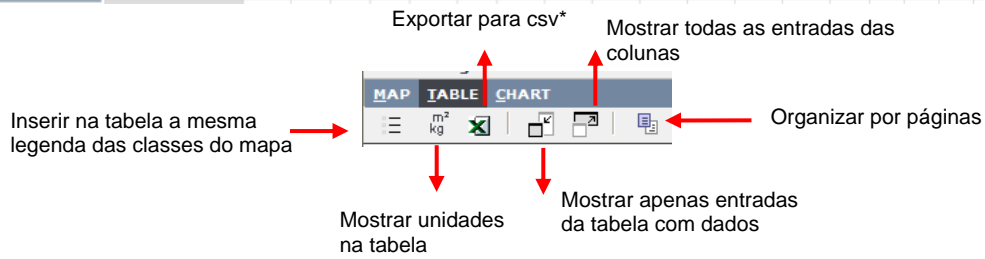 Exportar para csv*
Mostrar todas as entradas das
colunas
MAP TABLE CHART
m²
kg
Inserir na tabela a mesma
legenda das classes do mapa
Organizar por páginas
Mostrar unidades
na tabela
Mostrar apenas entradas
da tabela com dados